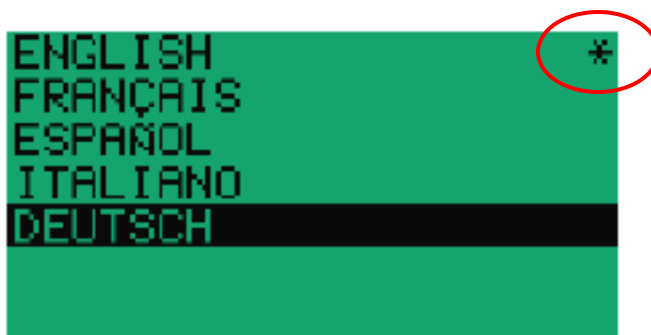 ENGLISH *
FRANÇAIS
ESPAÑOL
ITALIANO
DEUTSCH